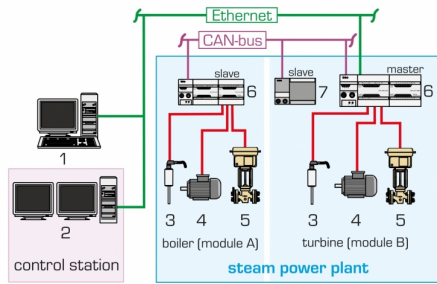 Ethernet
CAN-bus
slave
slave
master
6
7
6
1
2
3
4
5
3
4
5
boiler (module A)
turbine (module B)
control station
steam power plant